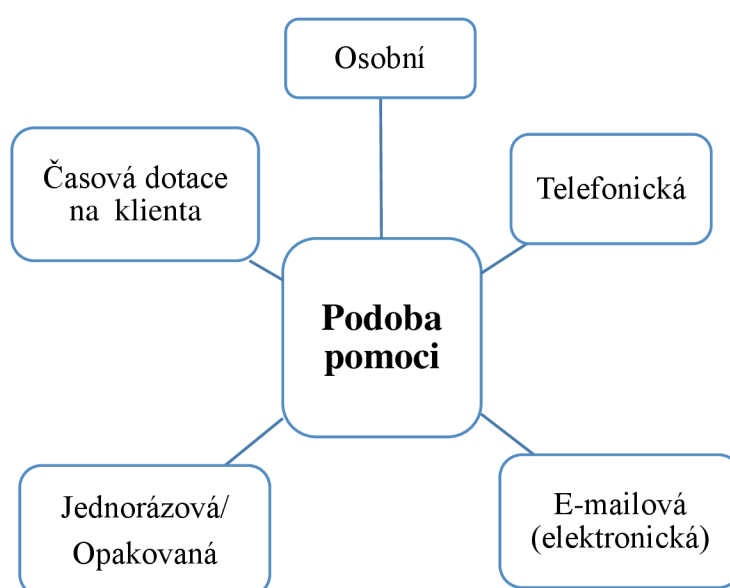 Osobní
Časová dotace
na klienta
Telefonická
Podoba
pomoci
Jednorázová/
Opakovaná
E-mailová
(elektronická)